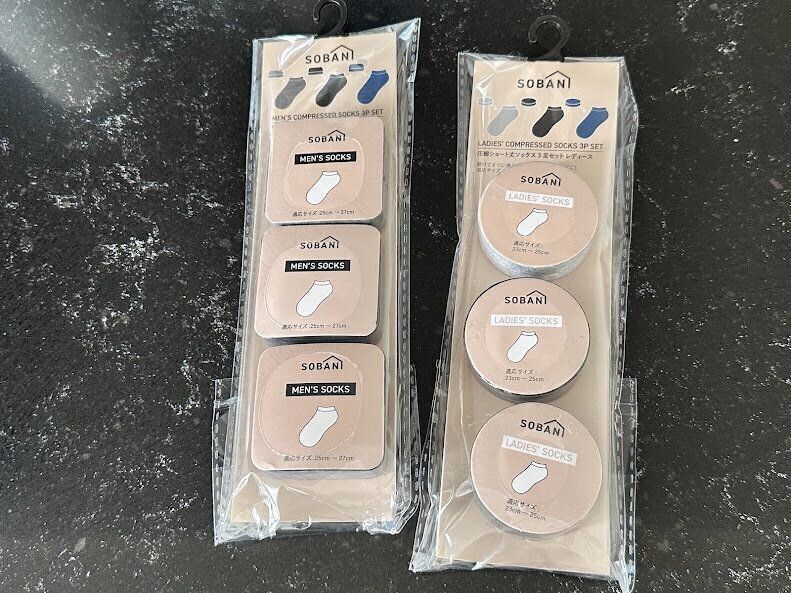 SOBANI
MEN'S COMPRESSED SOCKS 3P SET
SOBANI
MEN'S SOCKS
適応サイズ:25cm～27cm
SOBANI
MEN'S SOCKS
適応サイズ:25cm～27cm
SOBANI
MEN'S SOCKS
適応サイズ:25cm～27cm
SOBANI
LADIES' COMPRESSED SOCKS 3P SET
圧縮ショート丈ソックス3足セット レディース
SOBANI
LADIES' SOCKS
適応サイズ:
23cm～25cm
SOBANI
LADIES' SOCKS
適応サイズ:
23cm～25cm
SOBANI
LADIES' SOCKS
適応サイズ:
23cm～25cm